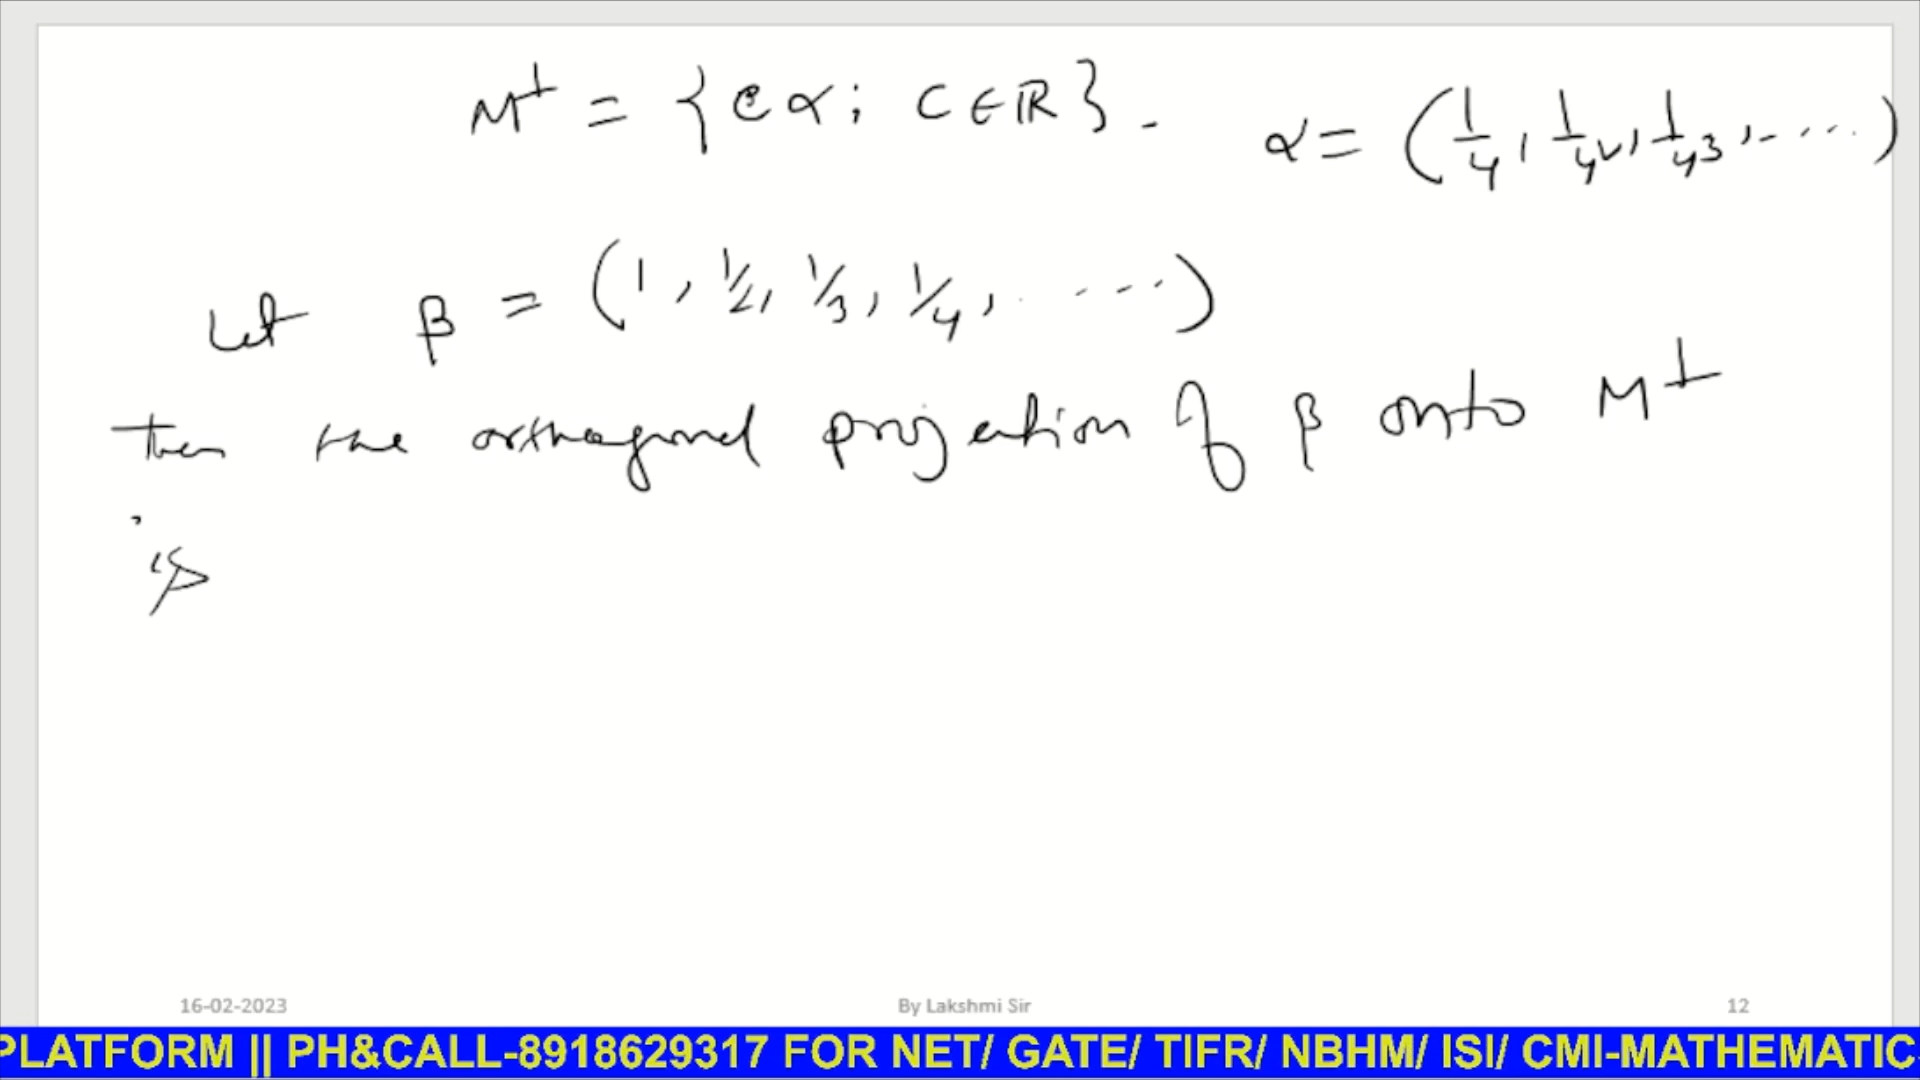 M⊥ = {cα; C∈ℝ}. α = (1/4, 1/4², 1/4³, ....)
Let β = (1, 1/2, 1/3, 1/4, ....)
then the orthogonal projection of β onto M⊥
is
16-02-2023 By Lakshmi Sir 12
PLATFORM || PH&CALL-8918629317 FOR NET/ GATE/ TIFR/ NBHM/ ISI/ CMI-MATHEMATIC